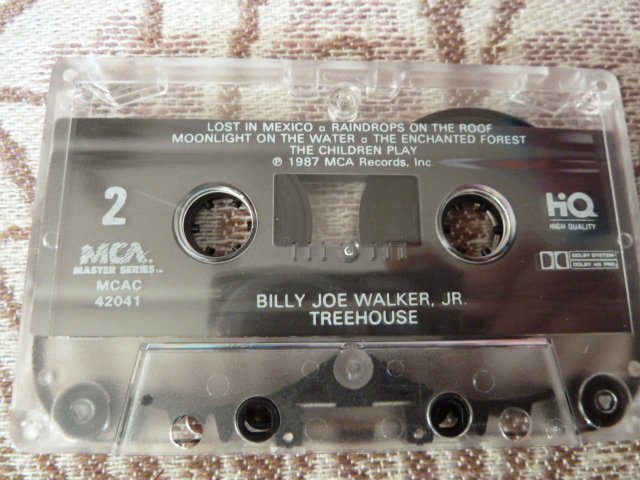 LOST IN MEXICO ▫ RAINDROPS ON THE ROOF
MOONLIGHT ON THE WATER ▫ THE ENCHANTED FOREST
THE CHILDREN PLAY
℗ 1987 MCA Records, Inc
2
HiQ
HIGH QUALITY
MCA
MASTER SERIES™
MCAC
42041
DOLBY SYSTEM
DOLBY HX PRO
BILLY JOE WALKER, JR.
TREEHOUSE